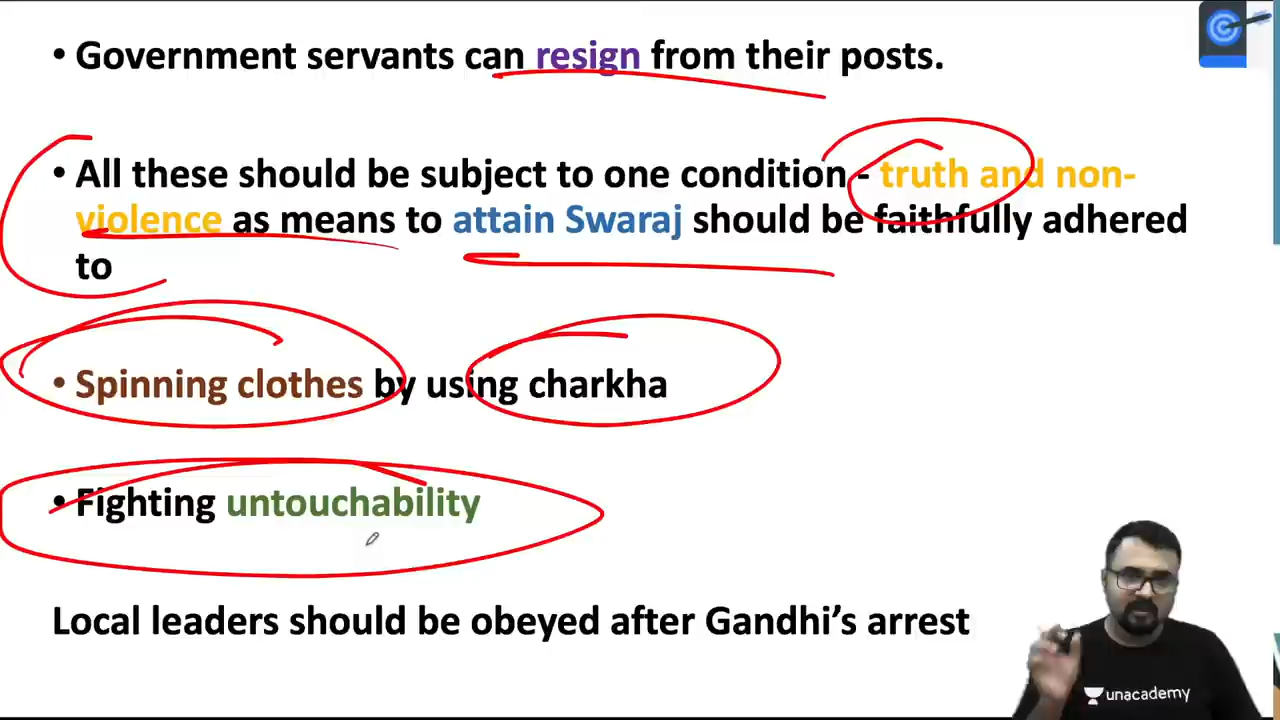 • Government servants can resign from their posts.
• All these should be subject to one condition - truth and non-
violence as means to attain Swaraj should be faithfully adhered
to
• Spinning clothes by using charkha
• Fighting untouchability
Local leaders should be obeyed after Gandhi’s arrest
unacademy